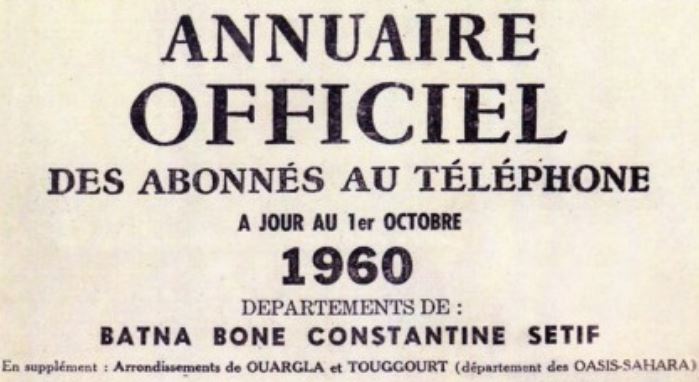 ANNUAIRE
OFFICIEL
DES ABONNÉS AU TÉLÉPHONE
A JOUR AU 1er OCTOBRE
1960
DEPARTEMENTS DE :
BATNA BONE CONSTANTINE SETIF
En supplément : Arrondissements de OUARGLA et TOUGGOURT (département des OASIS-SAHARA)